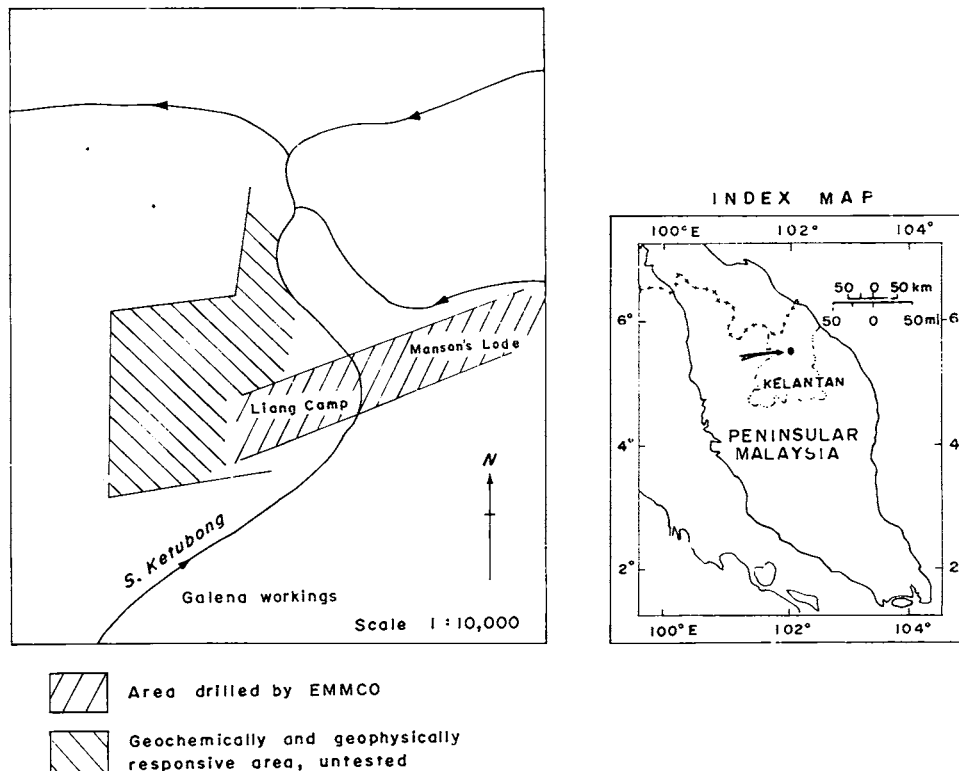 Manson's Lode
Liang Camp
N
S. Ketubong
Galena workings
Scale 1 : 10,000
Area drilled by EMMCO
Geochemically and geophysically
responsive area, untested
INDEX MAP
100°E 102° 104°
50 0 50 km
50 0 50 mi
6° 6
KELANTAN
PENINSULAR
MALAYSIA
4° 4
2° 2
100°E 102° 104°